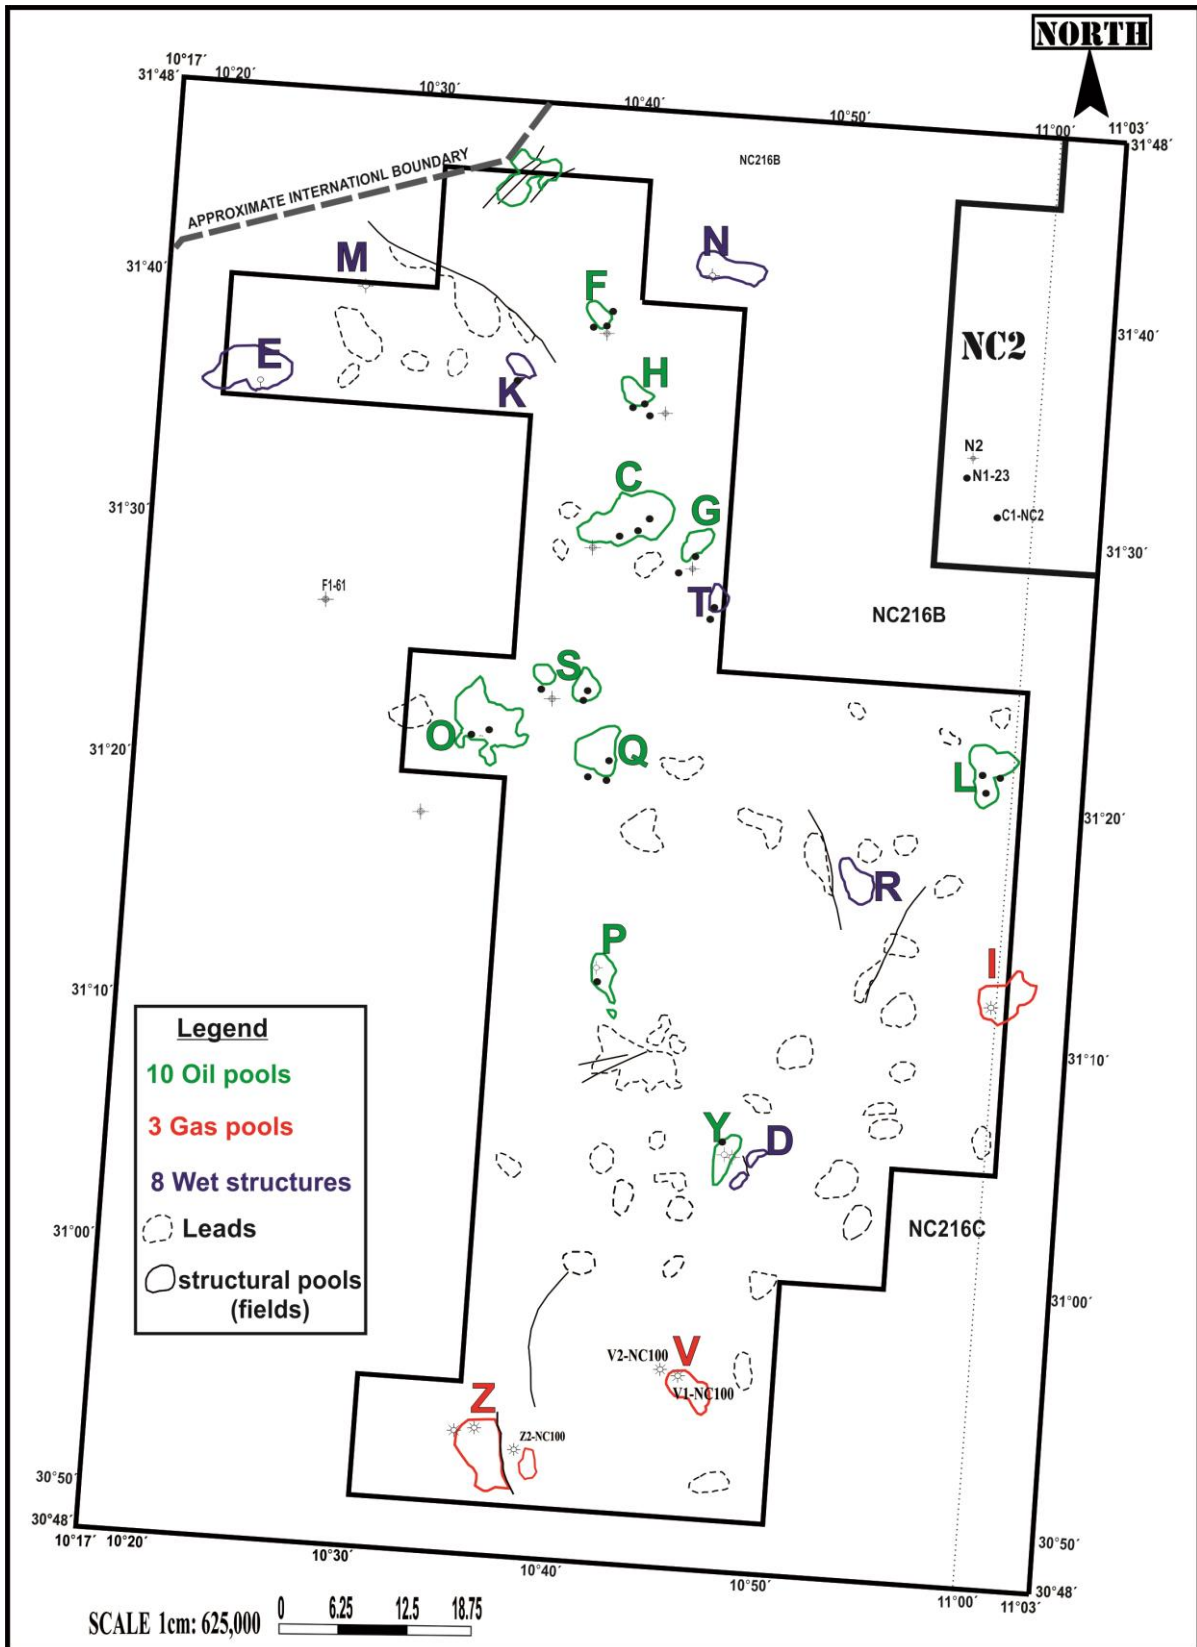 NORTH
10°17´
31°48´ 10°20´
10°30´
10°40´
10°50´
11°00´ 11°03´
31°48´
NC216B
APPROXIMATE INTERNATIONL BOUNDARY
M
N
31°40´
F
31°40´
NC2
E
K
H
N2
N1-23
C
G
31°30´
C1-NC2
31°30´
F1-61
T
NC216B
S
O
Q
31°20´
L
31°20´
R
P
I
31°10´
Legend
10 Oil pools
3 Gas pools
8 Wet structures
Leads
structural pools
(fields)
31°10´
Y
D
31°00´
NC216C
31°00´
V2-NC100
V
V1-NC100
Z
Z2-NC100
30°50´
30°48´
10°17´ 10°20´
10°30´
10°40´
10°50´
30°50´
30°48´
11°00´ 11°03´
SCALE 1cm: 625,000
0 6.25 12.5 18.75